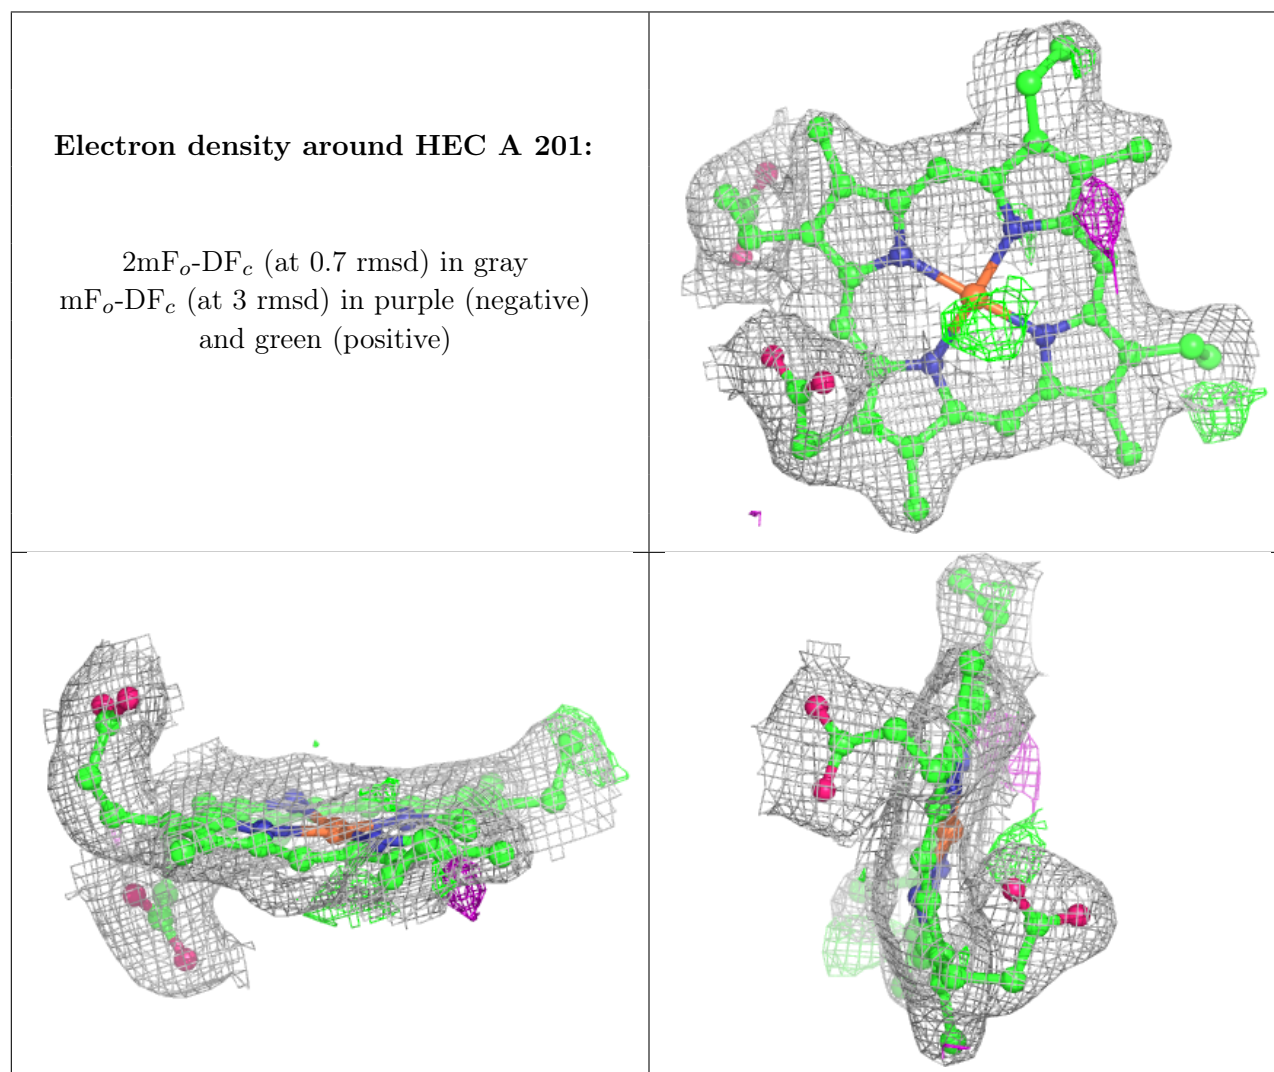 Electron density around HEC A 201:
2mFo-DFc (at 0.7 rmsd) in gray
mFo-DFc (at 3 rmsd) in purple (negative)
and green (positive)